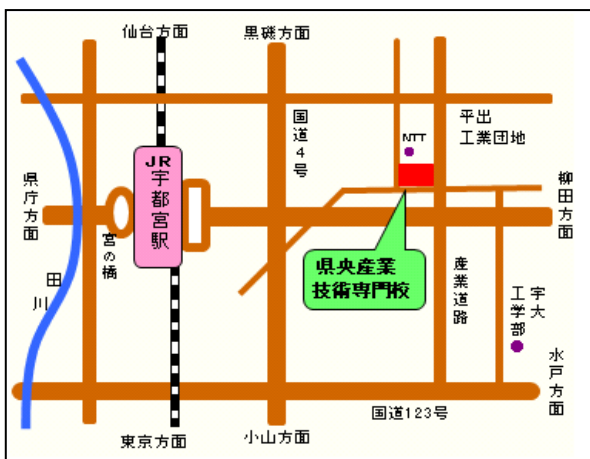 仙台方面
黒磯方面
国道4号
NTT
平出
工業団地
JR
宇都宮駅
県庁方面
柳田方面
宮の橋
田川
県央産業
技術専門校
産業道路
宇大
工学部
水戸方面
国道123号
東京方面
小山方面